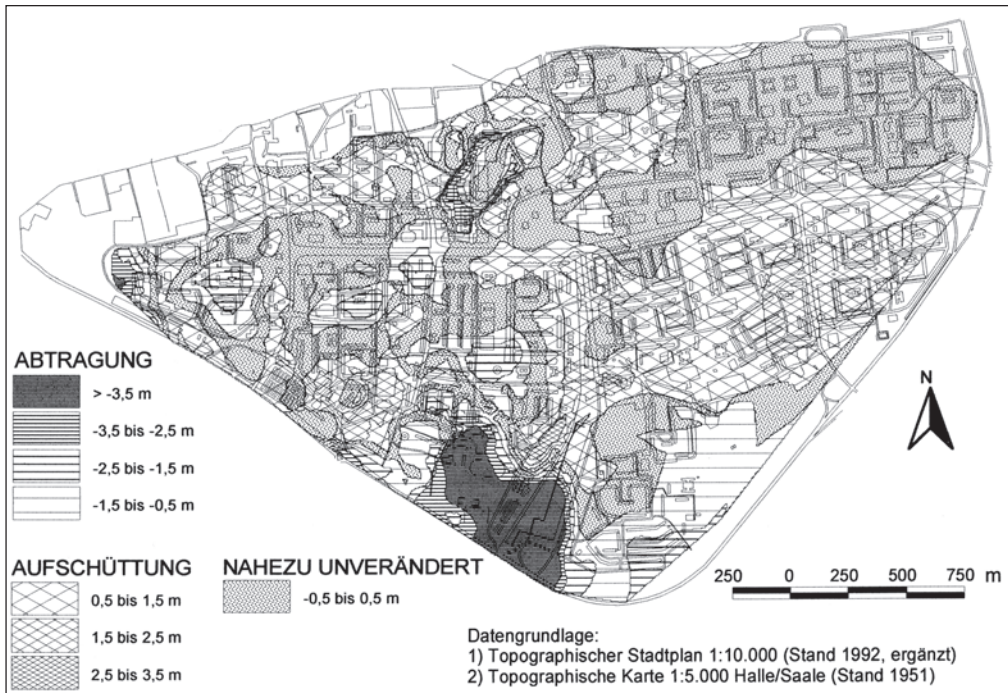 N
ABTRAGUNG
> -3,5 m
-3,5 bis -2,5 m
-2,5 bis -1,5 m
-1,5 bis -0,5 m
AUFSCHÜTTUNG
0,5 bis 1,5 m
1,5 bis 2,5 m
2,5 bis 3,5 m
NAHEZU UNVERÄNDERT
-0,5 bis 0,5 m
250 0 250 500 750 m
Datengrundlage:
1) Topographischer Stadtplan 1:10.000 (Stand 1992, ergänzt)
2) Topographische Karte 1:5.000 Halle/Saale (Stand 1951)